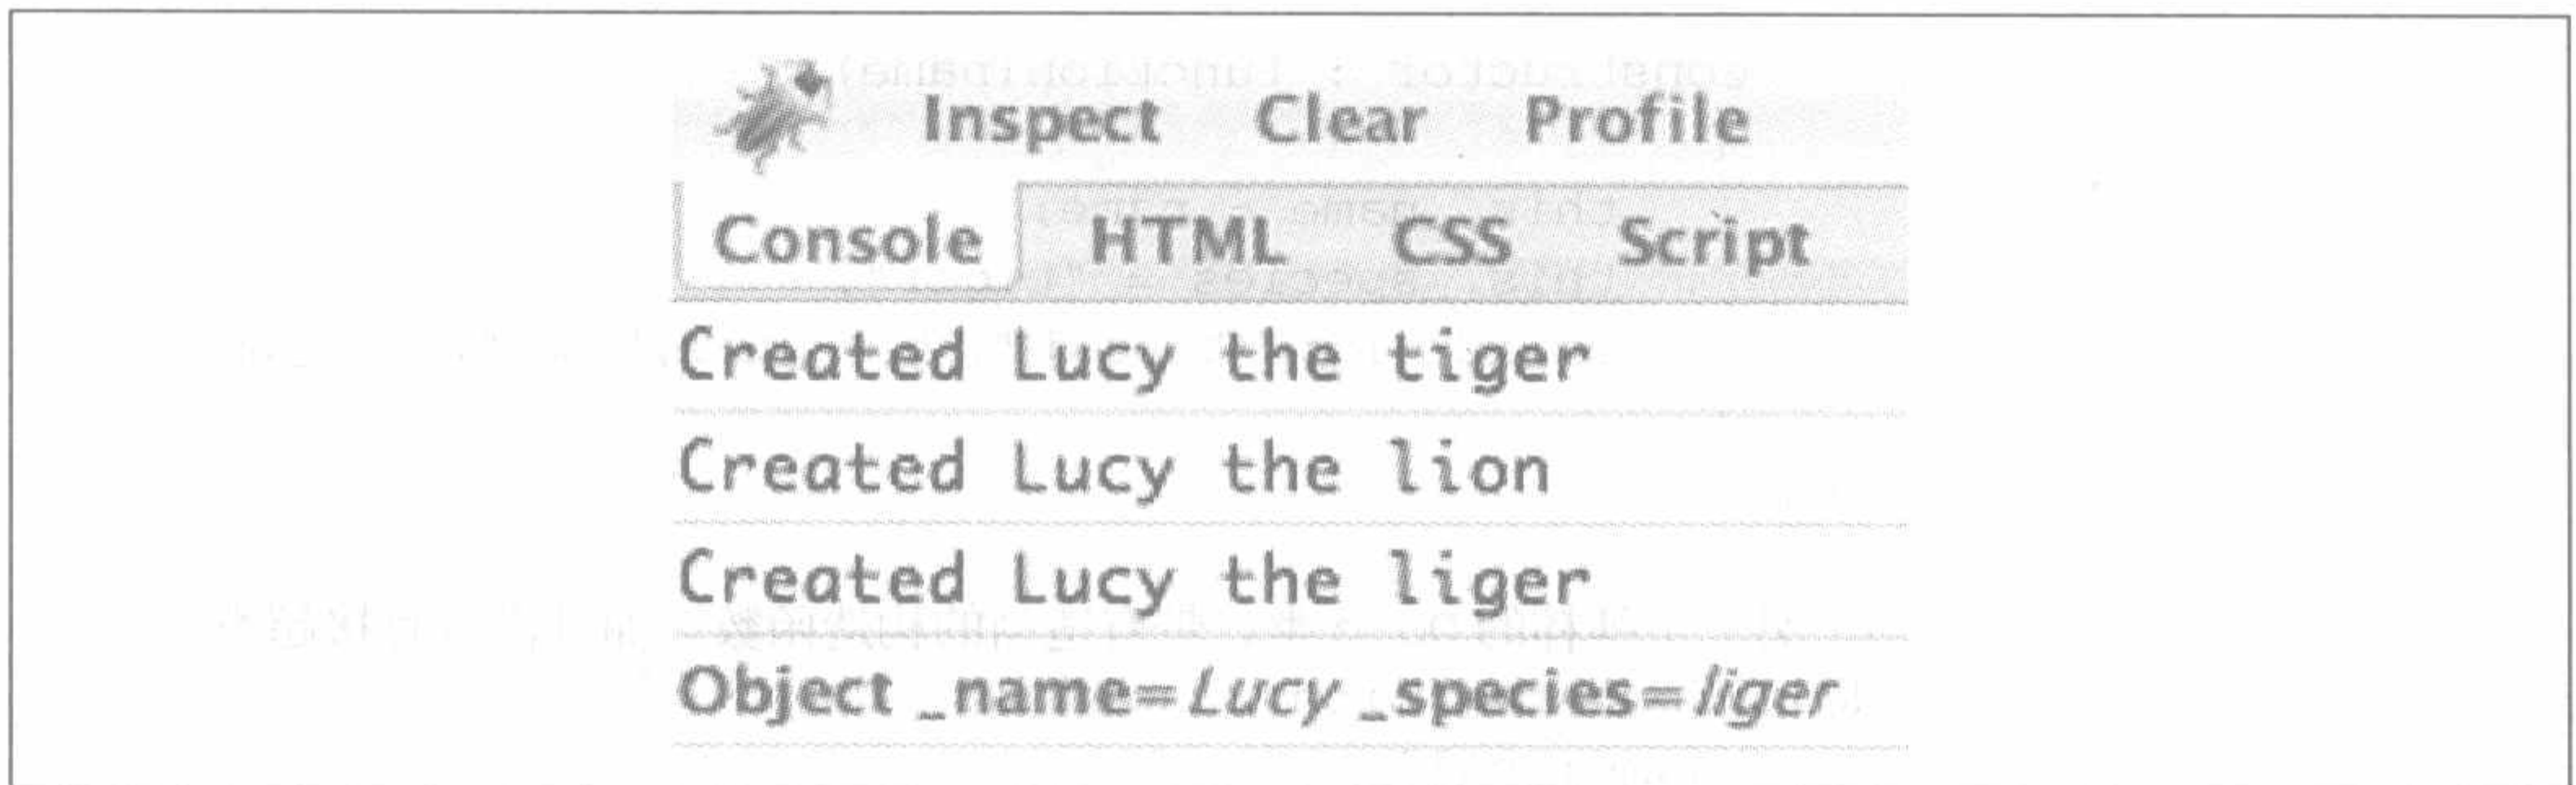 Inspect Clear Profile
Console HTML CSS Script
Created Lucy the tiger
Created Lucy the lion
Created Lucy the liger
Object _name=Lucy _species=liger